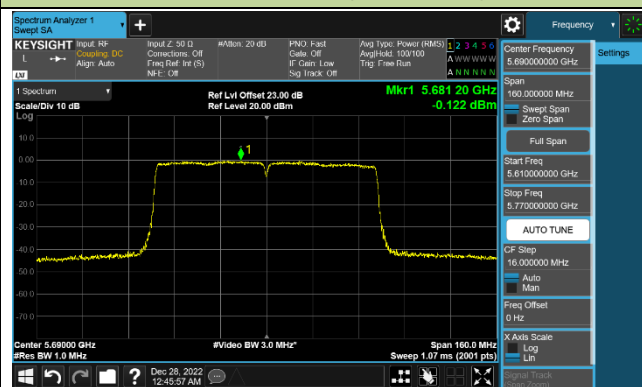 Spectrum Analyzer 1
Swept SA
Frequency
KEYSIGHT
Input: RF
Coupling: DC
Align: Auto
Input Z: 50 Ω
Corrections: Off
Freq Ref: Int (S)
NFE: Off
#Atten: 20 dB
PNO: Fast
Gate: Off
IF Gain: Low
Sig Track: Off
Avg Type: Power (RMS)
Avg|Hold: 100/100
Trig: Free Run
1 2 3 4 5 6
A W W W W W
A N N N N N
L
LXI
Center Frequency
5.690000000 GHz
Settings
Span
160.000000 MHz
Swept Span
Zero Span
Full Span
Start Freq
5.610000000 GHz
Stop Freq
5.770000000 GHz
AUTO TUNE
CF Step
16.000000 MHz
Auto
Man
Freq Offset
0 Hz
X Axis Scale
Log
Lin
Signal Track
(Span Zoom)
1 Spectrum
Scale/Div 10 dB
Log
Ref Lvl Offset 23.00 dB
Ref Level 20.00 dBm
Mkr1 5.681 20 GHz
-0.122 dBm
1
10.0
0.00
-10.0
-20.0
-30.0
-40.0
-50.0
-60.0
-70.0
Center 5.69000 GHz
#Res BW 1.0 MHz
#Video BW 3.0 MHz*
Span 160.0 MHz
Sweep 1.07 ms (2001 pts)
?
Dec 28, 2022
12:45:57 AM